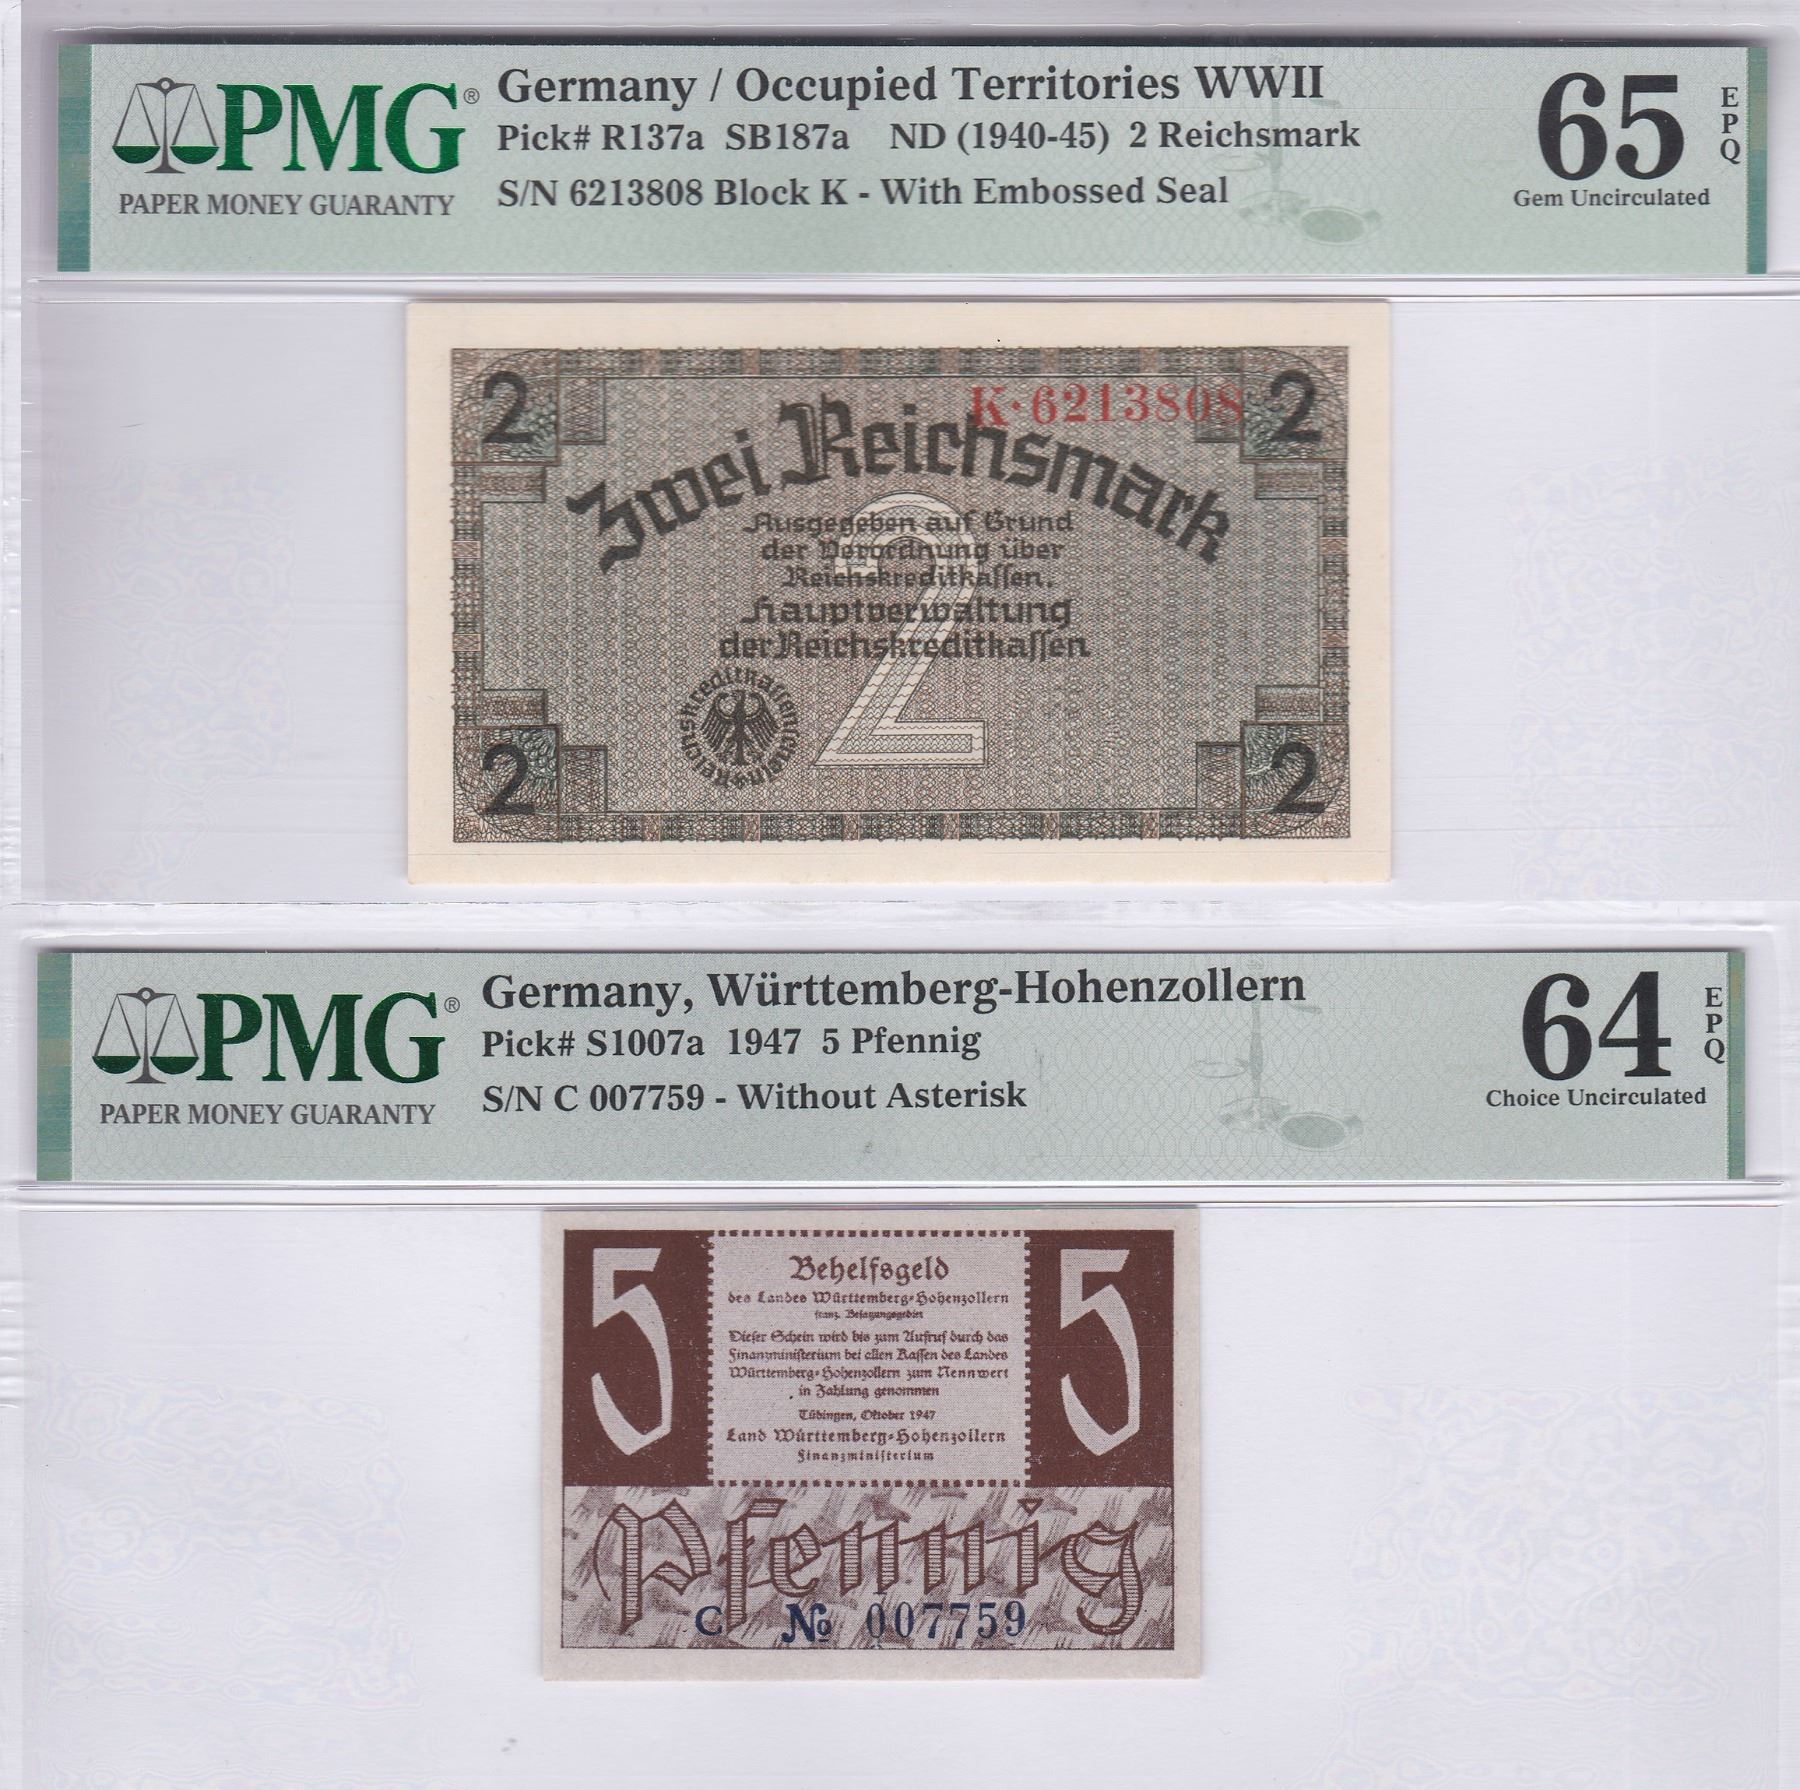 PMG®
PAPER MONEY GUARANTY
Germany / Occupied Territories WWII
Pick# R137a SB187a ND (1940-45) 2 Reichsmark
S/N 6213808 Block K - With Embossed Seal
65 EPQ
Gem Uncirculated
2 2
K·6213808
Zwei Reichsmark
Ausgegeben auf Grund
der Verordnung über
Reichskreditkaſſen.
Hauptverwaltung
der Reichskreditkaſſen
2
Reichskreditkaſſenſchein
2 2
PMG®
PAPER MONEY GUARANTY
Germany, Württemberg-Hohenzollern
Pick# S1007a 1947 5 Pfennig
S/N C 007759 - Without Asterisk
64 EPQ
Choice Uncirculated
5 5
Behelfsgeld
des Landes Württemberg-Hohenzollern
franz. Beſatzungsgebiet
Dieſer Schein wird bis zum Aufruf durch das
Finanzminiſterium bei allen Kaſſen des Landes
Württemberg-Hohenzollern zum Nennwert
in Zahlung genommen
Tübingen, Oktober 1947
Land Württemberg-Hohenzollern
Finanzminiſterium
Pfennig
C № 007759